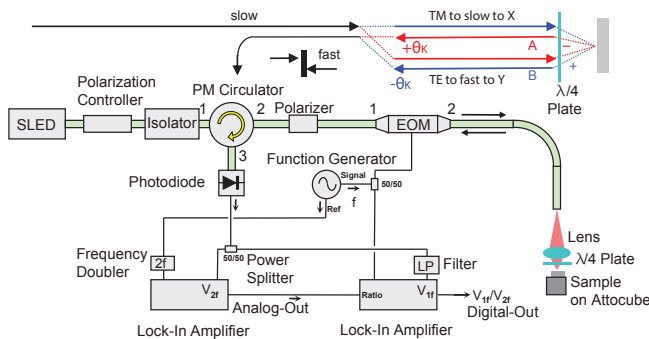 slow
TM to slow to X
+θK
A
−
fast
-θK
TE to fast to Y
B
+
λ/4
Plate
Polarization
Controller
PM Circulator
SLED
Isolator
1
2
3
Polarizer
1
EOM
2
Photodiode
Function Generator
Signal
50/50
f
Ref
Lens
λ/4 Plate
Sample
on Attocube
Frequency
Doubler
2f
50/50
Power
Splitter
Filter
LP
V2f
Analog-Out
Ratio
V1f
V1f/V2f
Digital-Out
Lock-In Amplifier
Lock-In Amplifier